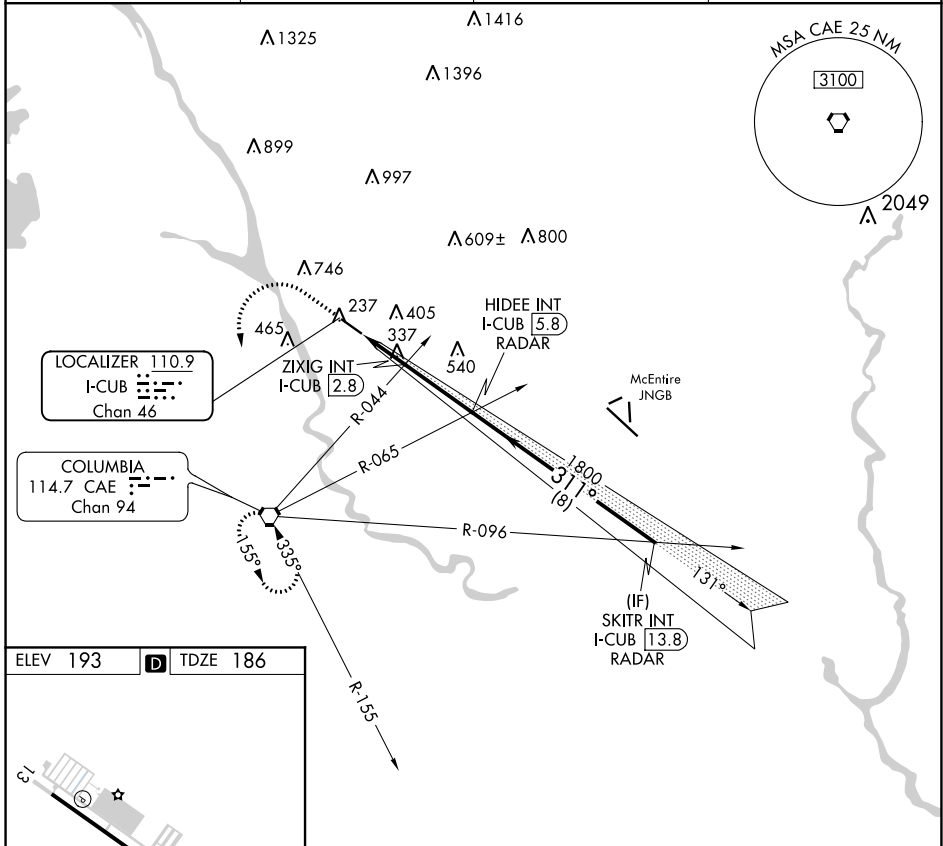 1416
1325
MSA CAE 25 NM
1396
3100
899
997
2049
609± 800
746
HIDEE INT
I-CUB 5.8
RADAR
237
405
465
337
ZIXIG INT
I-CUB 2.8
540
LOCALIZER 110.9
I-CUB
Chan 46
McEntire
JNGB
R-044
R-065
1800
311°
(8)
COLUMBIA
114.7 CAE
Chan 94
R-096
155°
335°
131°
(IF)
SKITR INT
I-CUB 13.8
RADAR
R-155
ELEV 193 D TDZE 186
13
P